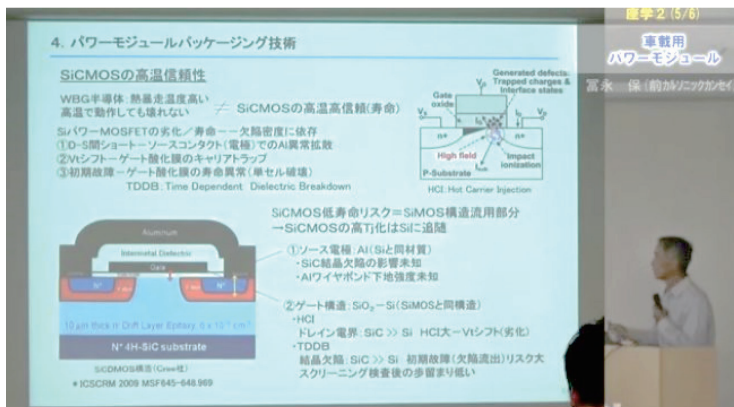 座学2 (5/6)
車載用
パワーモジュール
冨永 保(前カルソニックカンセイ)
4. パワーモジュールパッケージング技術
SiCMOSの高温信頼性
WBG半導体:熱暴走温度高い
高温で動作しても壊れない
≠ SiCMOSの高温高信頼(寿命)
SiパワーMOSFETの劣化/寿命--欠陥密度に依存
①D-S間ショート-ソースコンタクト(電極)でのAl異常拡散
②Vtシフト-ゲート酸化膜のキャリアトラップ
③初期故障-ゲート酸化膜の寿命異常(単セル破壊)
TDDB:Time Dependent Dielectric Breakdown
Generated defects:
Trapped charges &
Interface states
Gate
oxide
n+
n+
High field
Impact
ionization
P-Substrate
HCI: Hot Carrier Injection
SiCMOS低寿命リスク=SiMOS構造流用部分
→SiCMOSの高Tj化はSiに追随
①ソース電極:Al(Siと同材質)
・SiC結晶欠陥の影響未知
・Alワイヤボンド下地強度未知
②ゲート構造:SiO₂-Si(SiMOSと同構造)
・HCI
ドレイン電界:SiC ≫ Si HCI大-Vtシフト(劣化)
・TDDB
結晶欠陥:SiC ≫ Si 初期故障(欠陥流出)リスク大
スクリーニング検査後の歩留まり低い
Aluminum
Intermetal Dielectric
Gate
N+
N+
N+ 4H-SiC substrate
SiCDMOS構造(Cree社)
*ICSCRM 2009 MSF645-648.969